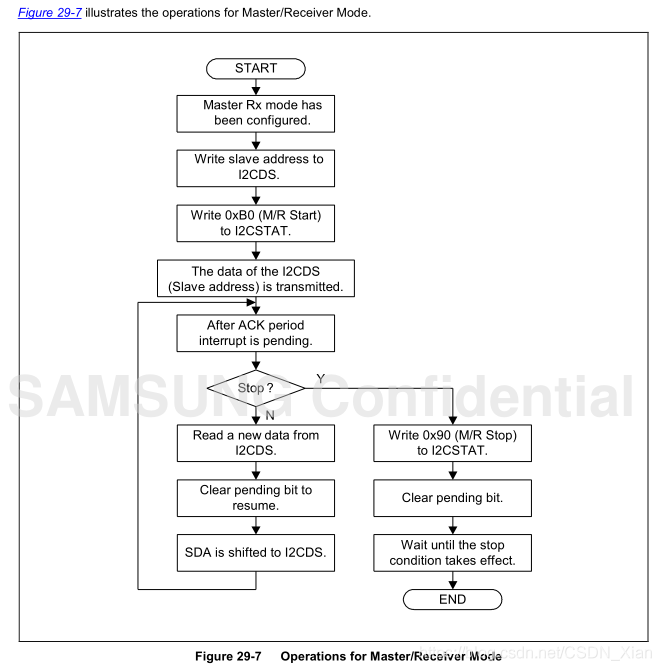 Figure 29-7 illustrates the operations for Master/Receiver Mode.
START
Master Rx mode has
been configured.
Write slave address to
I2CDS.
Write 0xB0 (M/R Start)
to I2CSTAT.
The data of the I2CDS
(Slave address) is transmitted.
After ACK period
interrupt is pending.
Stop ?
Y
SAMSUNG Confidential
N
Read a new data from
I2CDS.
Write 0x90 (M/R Stop)
to I2CSTAT.
Clear pending bit to
resume.
Clear pending bit.
SDA is shifted to I2CDS.
Wait until the stop
condition takes effect.
END
Figure 29-7 Operations for Master/Receiver Mode
csdn.net/CSDN_Xian